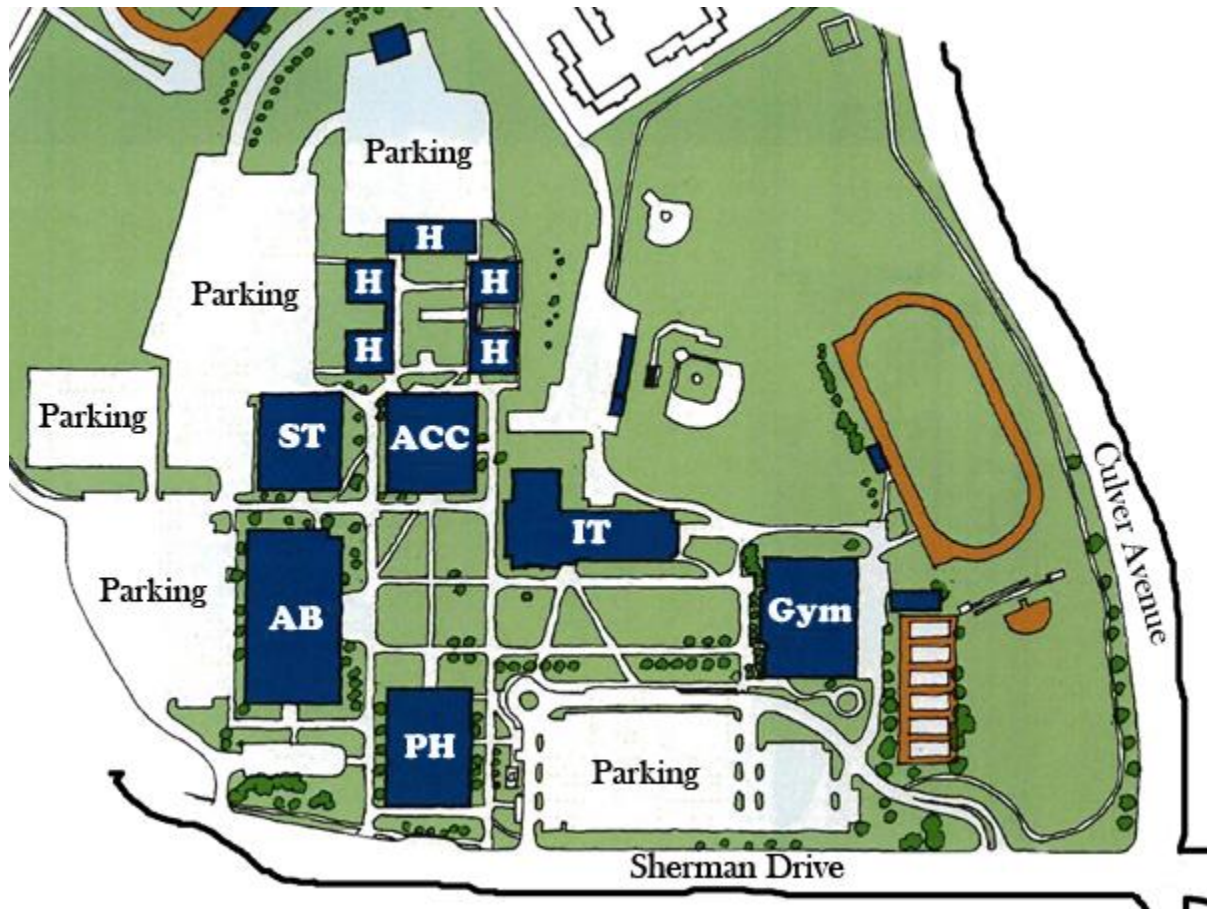 Parking
H
H
H
Parking
H
H
Parking
ST
ACC
IT
Culver Avenue
Parking
AB
Gym
PH
Parking
Sherman Drive